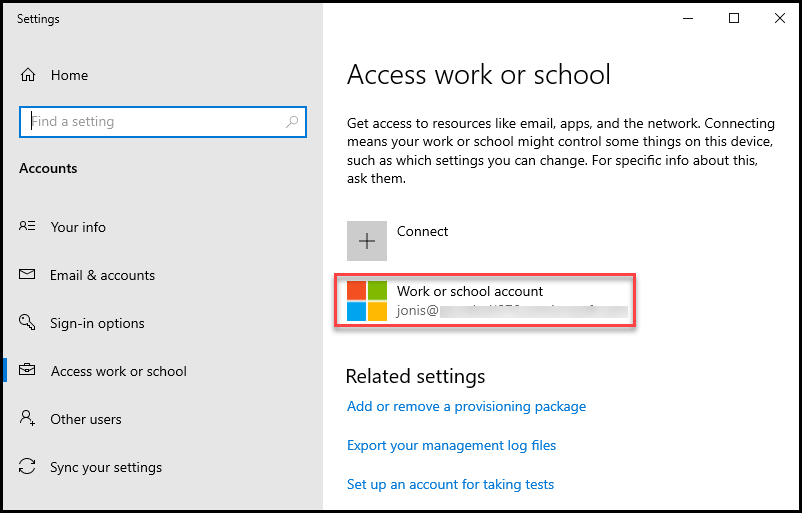 Settings
Home
Find a setting
Accounts
Your info
Email & accounts
Sign-in options
Access work or school
Other users
Sync your settings
Access work or school
Get access to resources like email, apps, and the network. Connecting
means your work or school might control some things on this device,
such as which settings you can change. For specific info about this,
ask them.
Connect
Work or school account
jonis@
Related settings
Add or remove a provisioning package
Export your management log files
Set up an account for taking tests